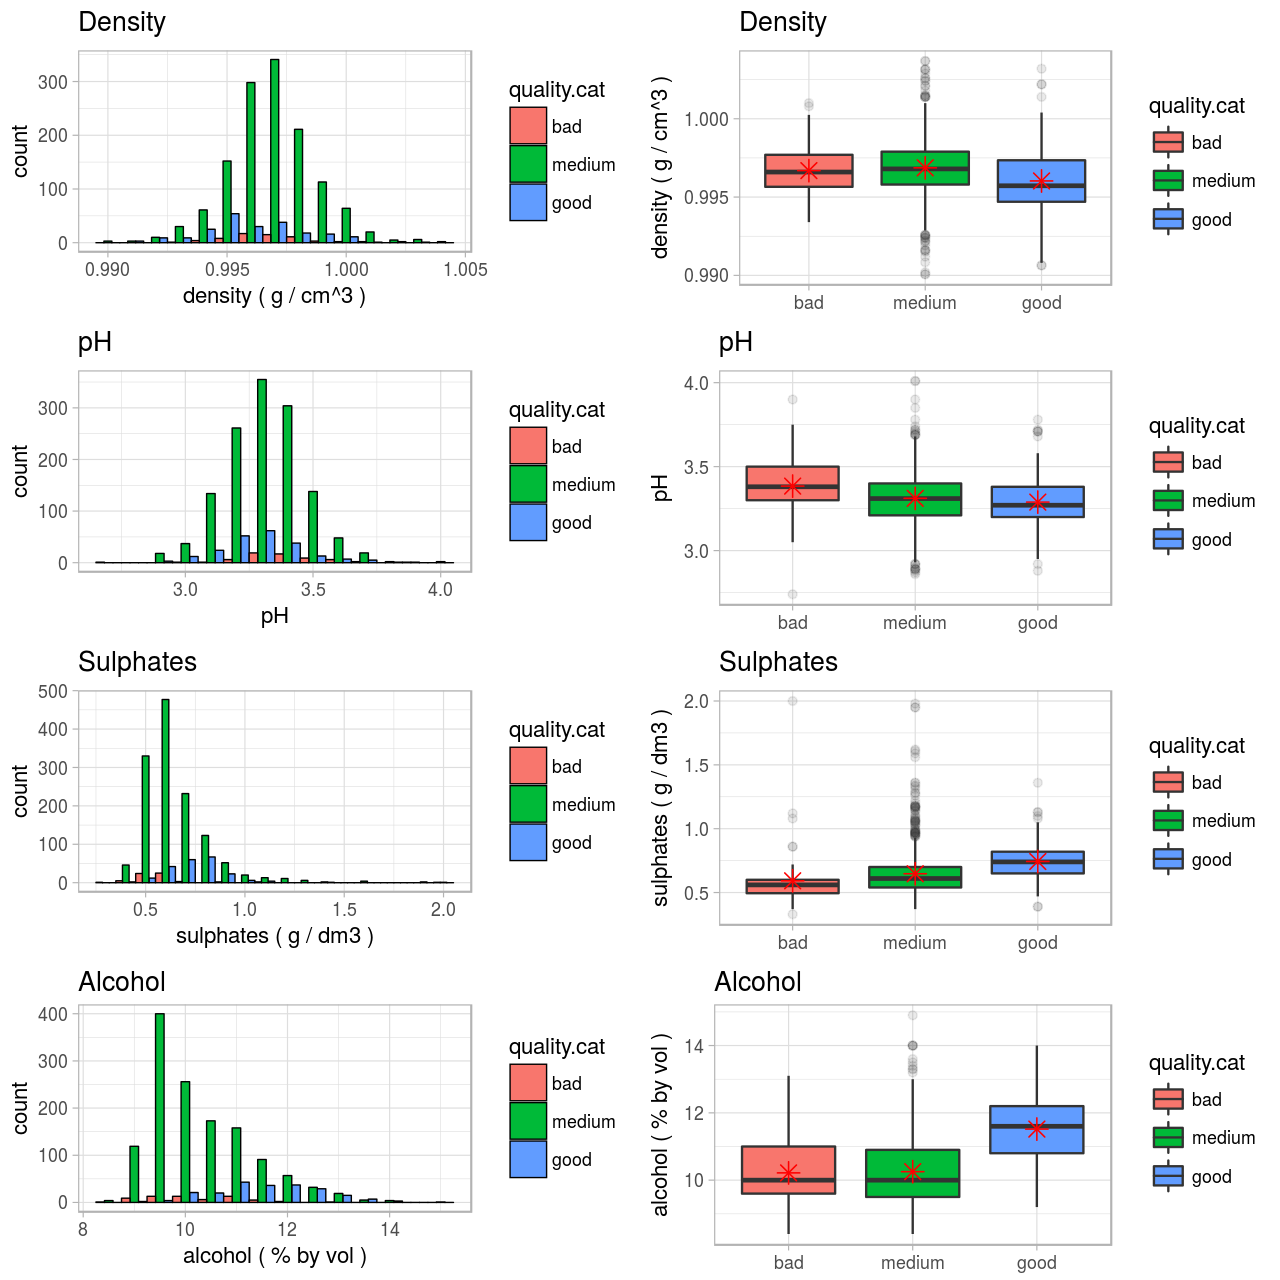 Density
count
300
200
100
0
0.990 0.995 1.000 1.005
density ( g / cm^3 )
quality.cat
bad
medium
good
Density
density ( g / cm^3 )
1.000
0.995
0.990
bad medium good
quality.cat
bad
medium
good
pH
count
300
200
100
0
3.0 3.5 4.0
pH
quality.cat
bad
medium
good
pH
pH
4.0
3.5
3.0
bad medium good
quality.cat
bad
medium
good
Sulphates
count
500
400
300
200
100
0
0.5 1.0 1.5 2.0
sulphates ( g / dm3 )
quality.cat
bad
medium
good
Sulphates
sulphates ( g / dm3 )
2.0
1.5
1.0
0.5
bad medium good
quality.cat
bad
medium
good
Alcohol
count
400
300
200
100
0
8 10 12 14
alcohol ( % by vol )
quality.cat
bad
medium
good
Alcohol
alcohol ( % by vol )
14
12
10
bad medium good
quality.cat
bad
medium
good